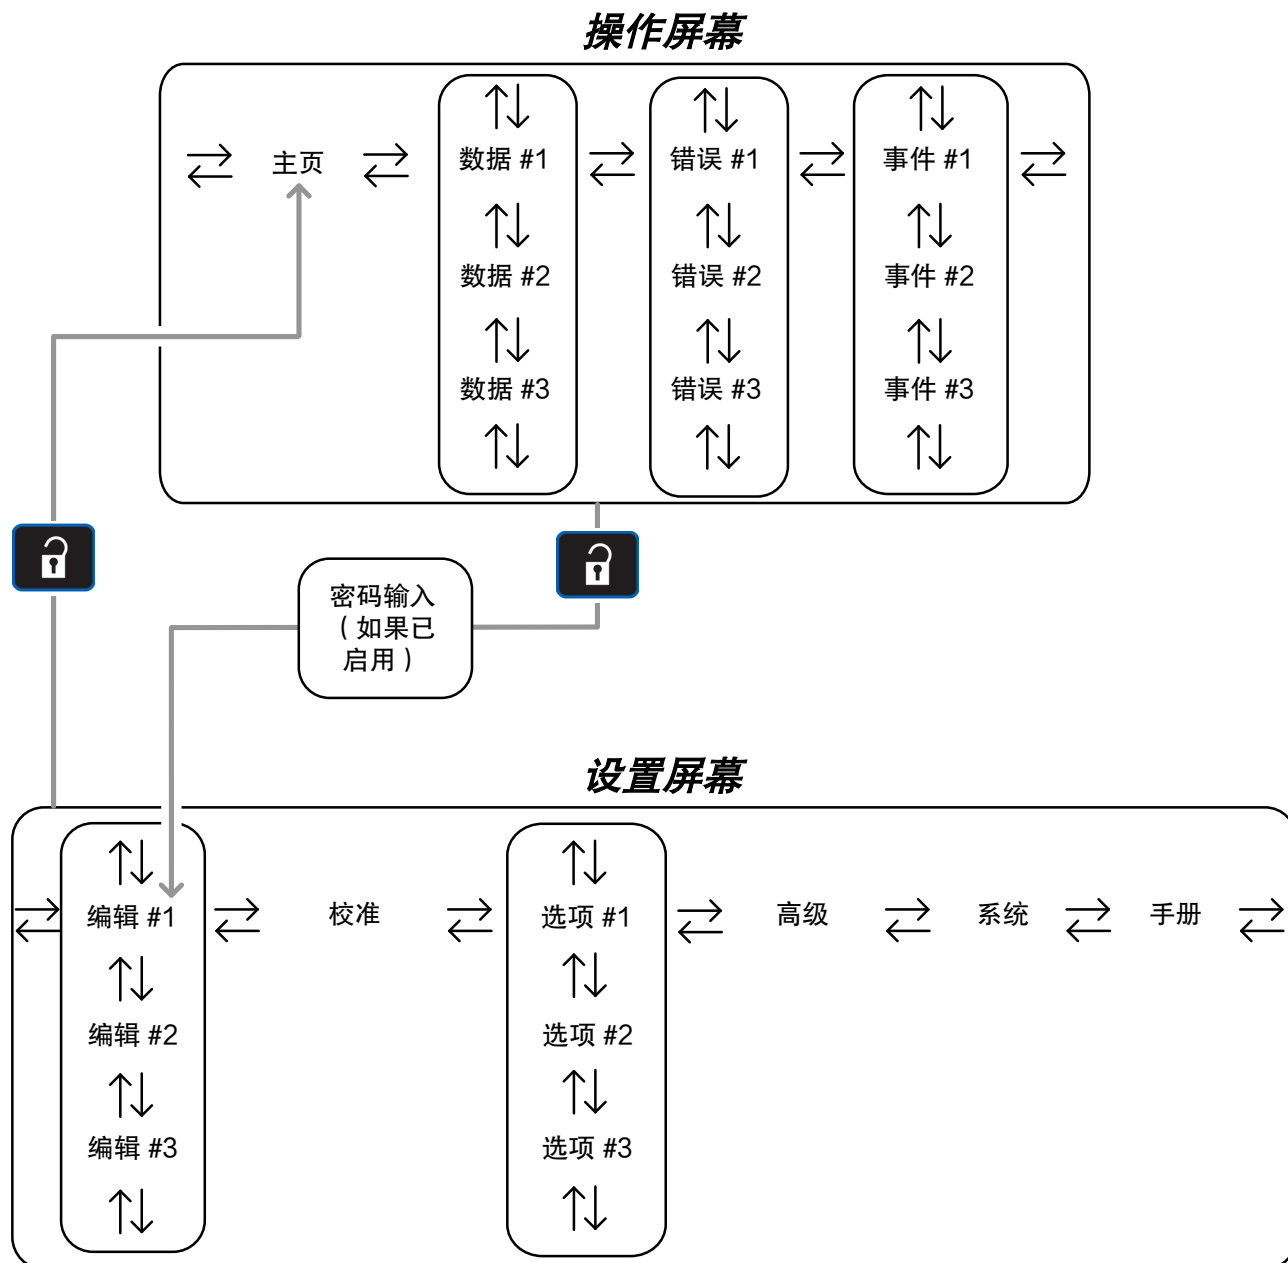 操作屏幕
主页
数据 #1
错误 #1
事件 #1
数据 #2
错误 #2
事件 #2
数据 #3
错误 #3
事件 #3
密码输入
（如果已
启用）
设置屏幕
编辑 #1
校准
选项 #1
高级
系统
手册
编辑 #2
选项 #2
编辑 #3
选项 #3